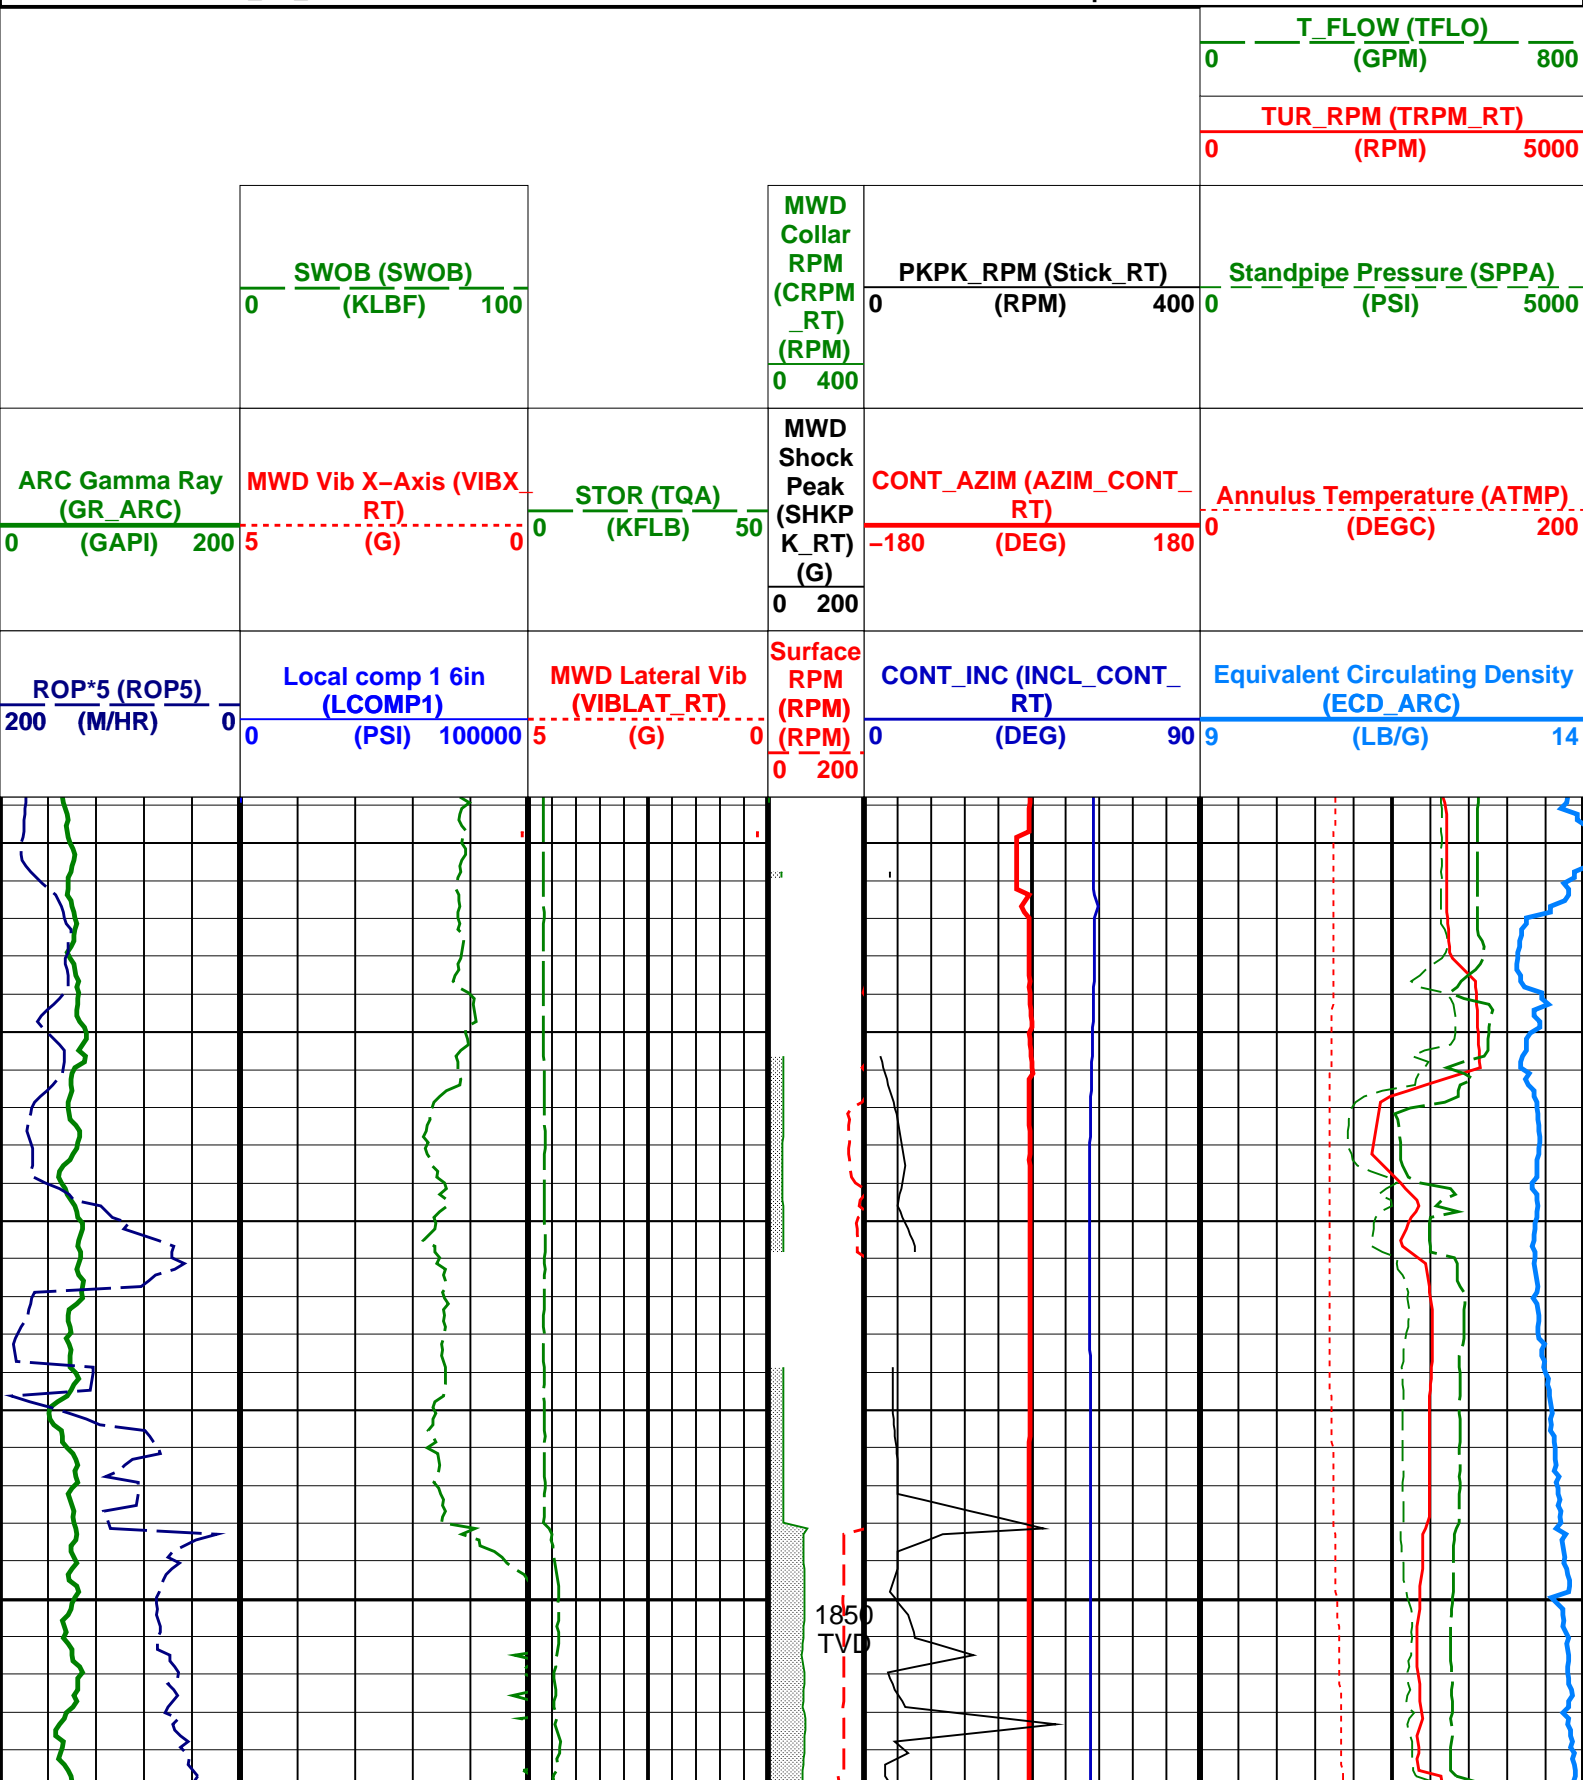 T_FLOW (TFLO)
0 (GPM) 800
TUR_RPM (TRPM_RT)
0 (RPM) 5000
SWOB (SWOB)
0 (KLBF) 100
MWD
Collar
RPM
(CRPM
_RT)
(RPM)
0 400
PKPK_RPM (Stick_RT)
0 (RPM) 400
Standpipe Pressure (SPPA)
0 (PSI) 5000
ARC Gamma Ray
(GR_ARC)
0 (GAPI) 200
MWD Vib X−Axis (VIBX_
RT)
5 (G) 0
STOR (TQA)
0 (KFLB) 50
MWD
Shock
Peak
(SHKP
K_RT)
(G)
0 200
CONT_AZIM (AZIM_CONT_
RT)
−180 (DEG) 180
Annulus Temperature (ATMP)
0 (DEGC) 200
ROP*5 (ROP5)
200 (M/HR) 0
Local comp 1 6in
(LCOMP1)
0 (PSI) 100000
MWD Lateral Vib
(VIBLAT_RT)
5 (G) 0
Surface
RPM
(RPM)
(RPM)
0 200
CONT_INC (INCL_CONT_
RT)
0 (DEG) 90
Equivalent Circulating Density
(ECD_ARC)
9 (LB/G) 14
1850
TVD